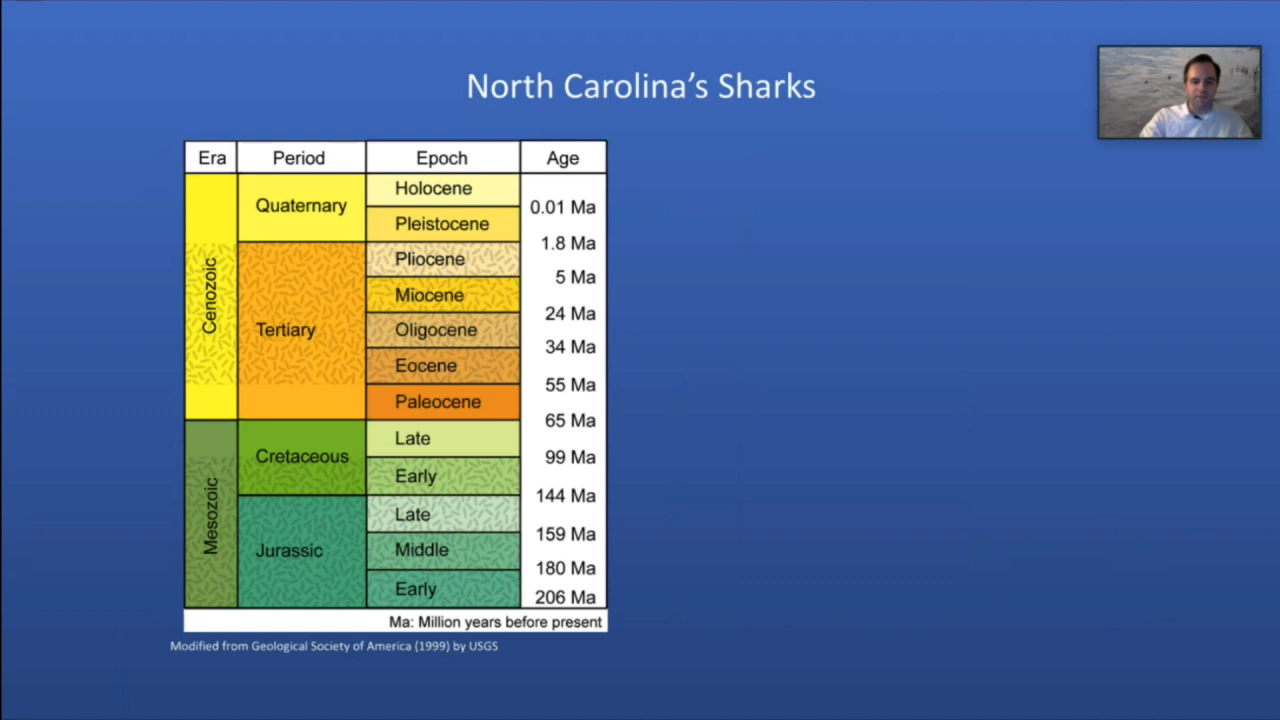 North Carolina’s Sharks
Era Period Epoch Age
Cenozoic
Quaternary
Holocene
0.01 Ma
Pleistocene
1.8 Ma
Tertiary
Pliocene
5 Ma
Miocene
24 Ma
Oligocene
34 Ma
Eocene
55 Ma
Paleocene
65 Ma
Mesozoic
Cretaceous
Late
99 Ma
Early
144 Ma
Jurassic
Late
159 Ma
Middle
180 Ma
Early
206 Ma
Ma: Million years before present
Modified from Geological Society of America (1999) by USGS